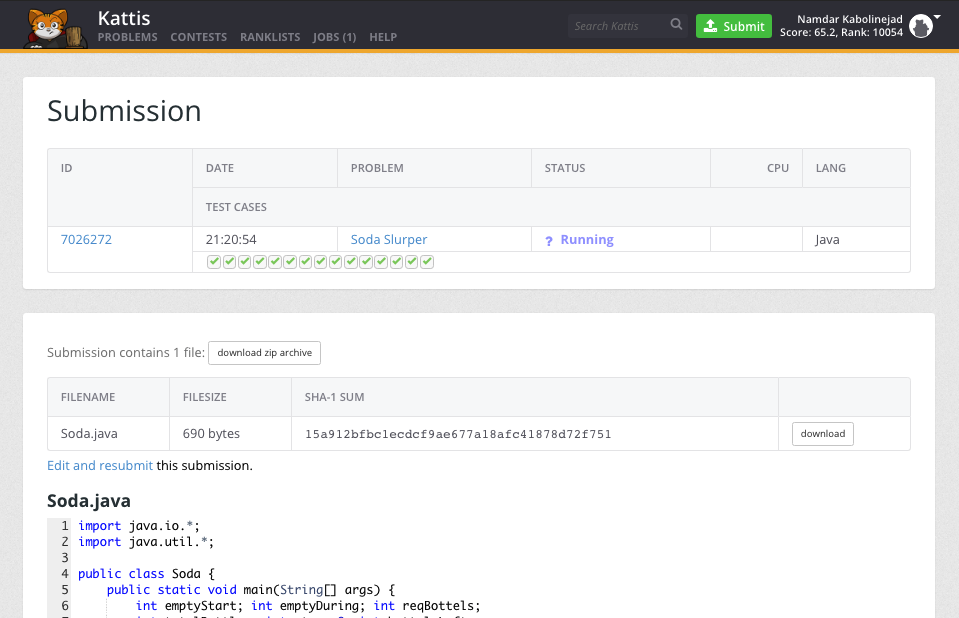 Kattis
PROBLEMS CONTESTS RANKLISTS JOBS (1) HELP
Search Kattis
Submit
Namdar Kabolinejad
Score: 65.2, Rank: 10054
Submission
ID DATE PROBLEM STATUS CPU LANG
TEST CASES
7026272 21:20:54 Soda Slurper ? Running Java
Submission contains 1 file: download zip archive
FILENAME FILESIZE SHA-1 SUM
Soda.java 690 bytes 15a912bfbc1ecdcf9ae677a18afc41878d72f751 download
Edit and resubmit this submission.
Soda.java
1 import java.io.*;
2 import java.util.*;
3
4 public class Soda {
5 public static void main(String[] args) {
6 int emptyStart; int emptyDuring; int reqBottels;